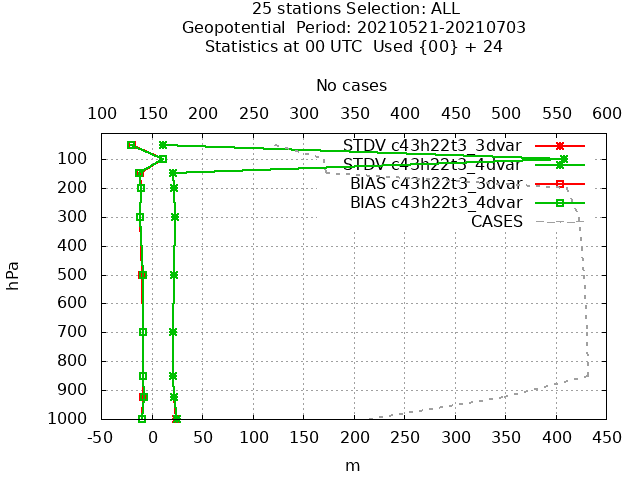 25 stations Selection: ALL
Geopotential  Period: 20210521-20210703
Statistics at 00 UTC  Used {00} + 24
No cases
100 150 200 250 300 350 400 450 500 550 600
STDV c43h22t3_3dvar
STDV c43h22t3_4dvar
BIAS c43h22t3_3dvar
BIAS c43h22t3_4dvar
CASES
hPa
100
200
300
400
500
600
700
800
900
1000
-50 0 50 100 150 200 250 300 350 400 450
m